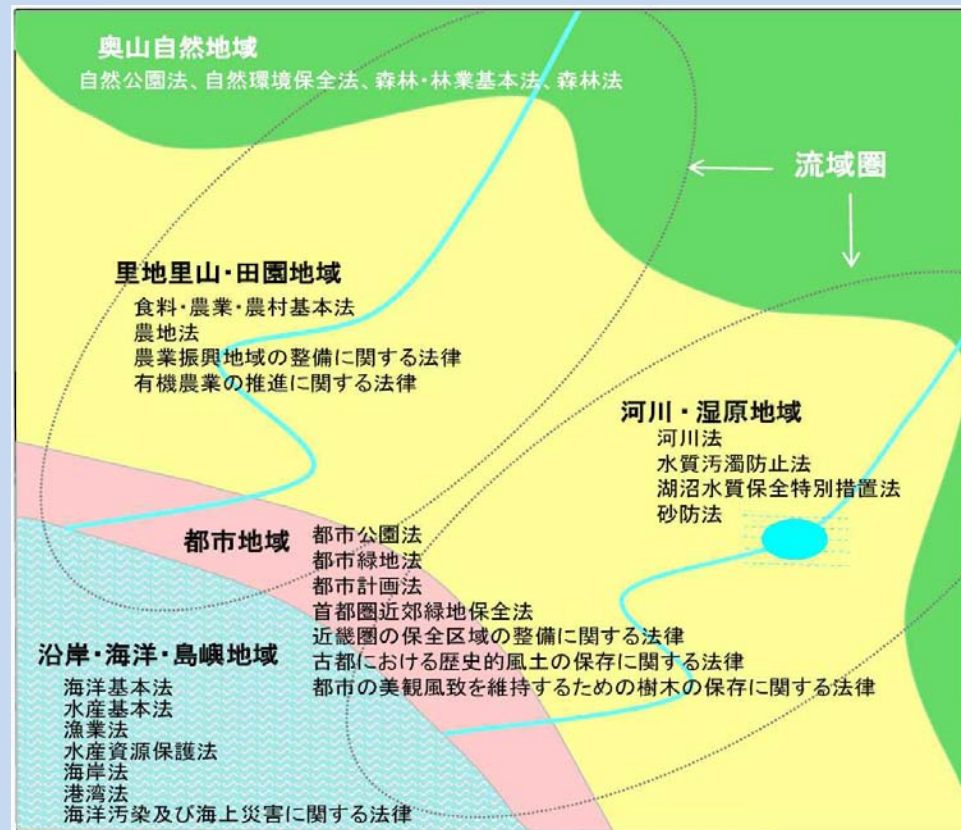 奥山自然地域
自然公園法、自然環境保全法、森林・林業基本法、森林法
流域圏
里地里山・田園地域
食料・農業・農村基本法
農地法
農業振興地域の整備に関する法律
有機農業の推進に関する法律
河川・湿原地域
河川法
水質汚濁防止法
湖沼水質保全特別措置法
砂防法
都市地域
都市公園法
都市緑地法
都市計画法
首都圏近郊緑地保全法
近畿圏の保全区域の整備に関する法律
古都における歴史的風土の保存に関する法律
都市の美観風致を維持するための樹木の保存に関する法律
沿岸・海洋・島嶼地域
海洋基本法
水産基本法
漁業法
水産資源保護法
海岸法
港湾法
海洋汚染及び海上災害に関する法律